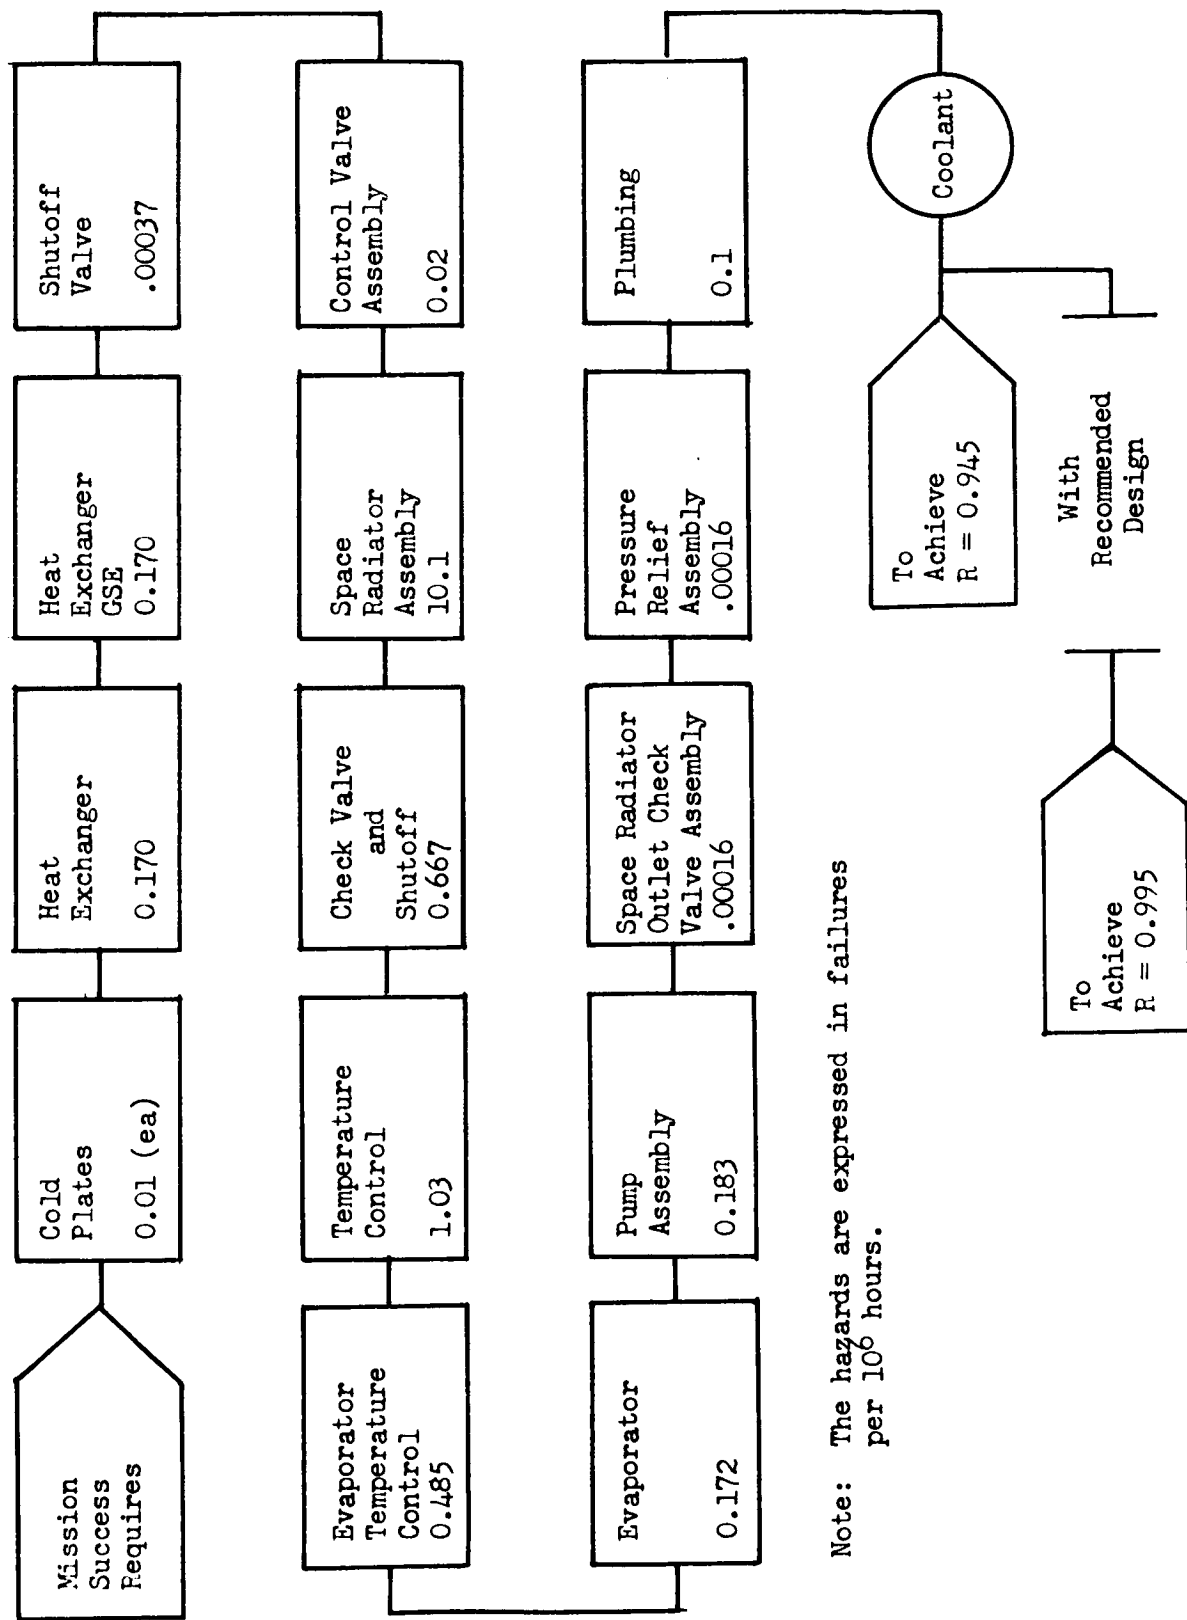 Mission
Success
Requires
Cold
Plates
0.01 (ea)
Heat
Exchanger
0.170
Heat
Exchanger
GSE
0.170
Shutoff
Valve
.00037
Evaporator
Temperature
Control
0.485
Temperature
Control
1.03
Check Valve
and
Shutoff
0.667
Space
Radiator
Assembly
10.1
Control Valve
Assembly
0.02
Evaporator
0.172
Pump
Assembly
0.183
Space Radiator
Outlet Check
Valve Assembly
.00016
Pressure
Relief
Assembly
.00016
Plumbing
0.1
Note: The hazards are expressed in failures
per 10⁶ hours.
To
Achieve
R = 0.945
Coolant
To
Achieve
R = 0.995
With
Recommended
Design